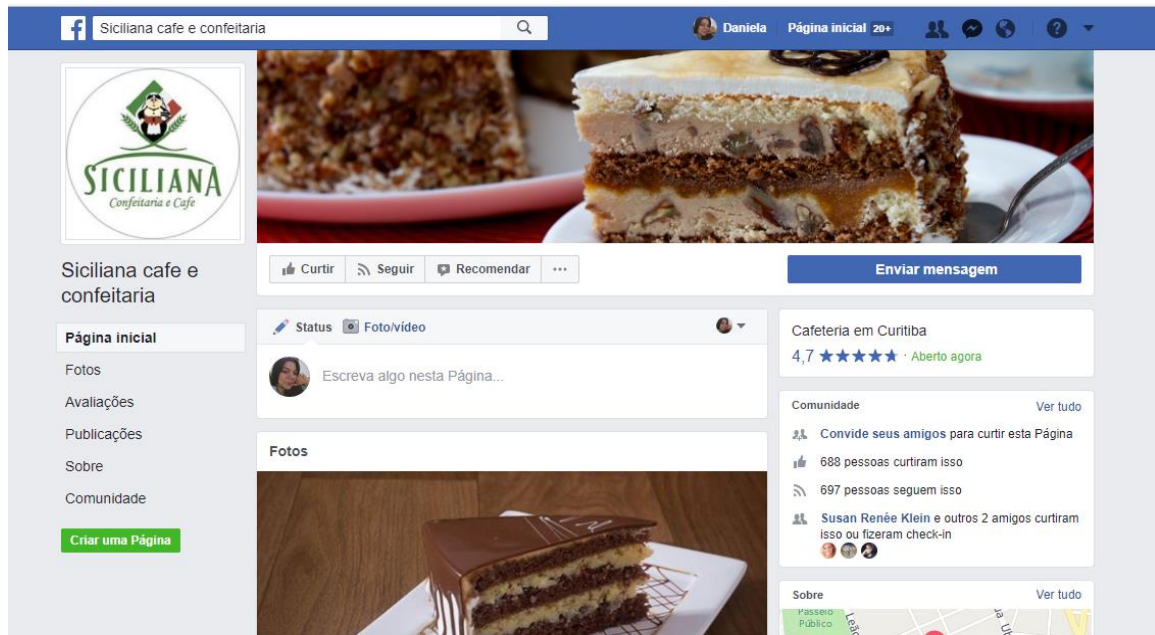 Siciliana cafe e confeitaria
Daniela
Página inicial 20+
SICILIANA
Confeitaria e Cafe
Siciliana cafe e
confeitaria
Página inicial
Fotos
Avaliações
Publicações
Sobre
Comunidade
Criar uma Página
Curtir
Seguir
Recomendar
Enviar mensagem
Status
Foto/vídeo
Escreva algo nesta Página...
Fotos
Cafeteria em Curitiba
4,7 ★★★★★ · Aberto agora
Comunidade
Ver tudo
Convide seus amigos para curtir esta Página
688 pessoas curtiram isso
697 pessoas seguem isso
Susan Renée Klein e outros 2 amigos curtiram
isso ou fizeram check-in
Sobre
Ver tudo
Passeio
Público